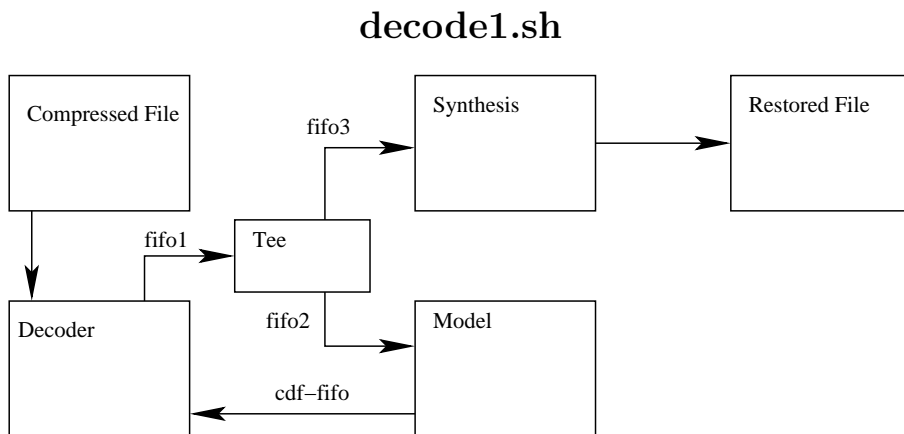 decode1.sh
Compressed File
Synthesis
Restored File
fifo3
fifo1
Tee
fifo2
Decoder
Model
cdf−fifo